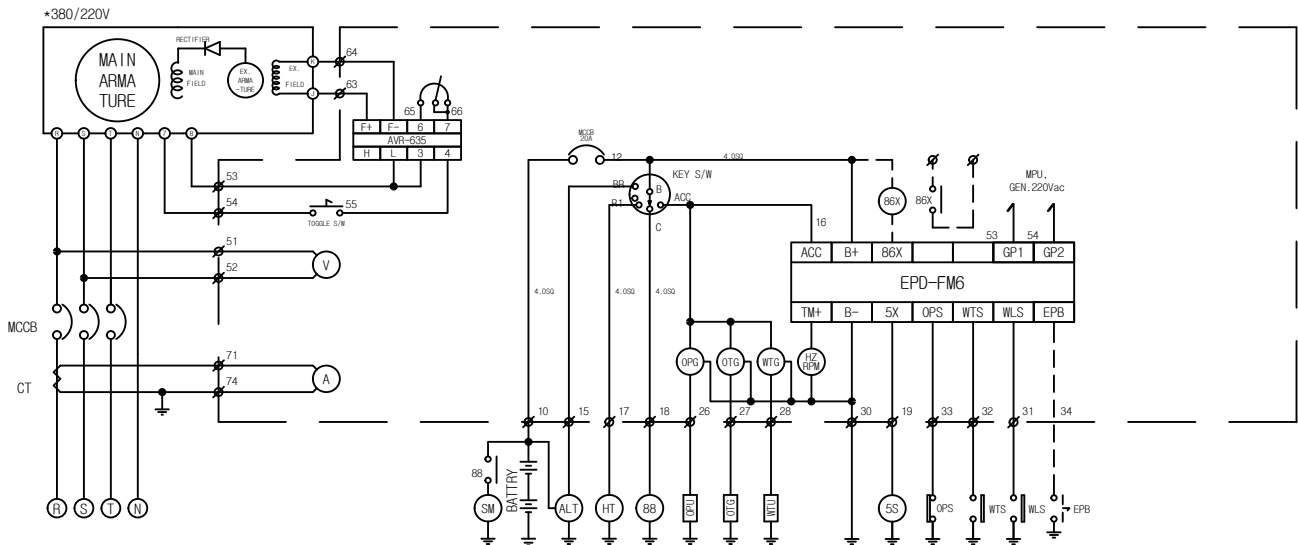 *380/220V
RECTIFIER
MAIN
ARMA
TURE
MAIN
FIELD
EX.
ARMA
-TURE
EX.
FIELD
K
J
64
63
65
66
F+ F- 6 7
AVR-635
H L 3 4
R S T N 7 8
53
54
55
TOGGLE S/W
51
52
V
MCCB
CT
71
74
A
R S T N
MCCB
20A
12
4.0SQ
KEY S/W
BR
B
R1
ACC
C
16
86X
86X
MPU.
GEN.220Vac
53
54
ACC B+ 86X GP1 GP2
EPD-FM6
TM+ B- 5X OPS WTS WLS EPB
4.0SQ
4.0SQ
4.0SQ
OPG
OTG
WTG
HZ
RPM
10
15
17
18
26
27
28
30
19
33
32
31
34
88
SM
BATTRY
ALT
HT
88
OPU
OTG
WTU
5S
OPS
WTS
WLS
EPB